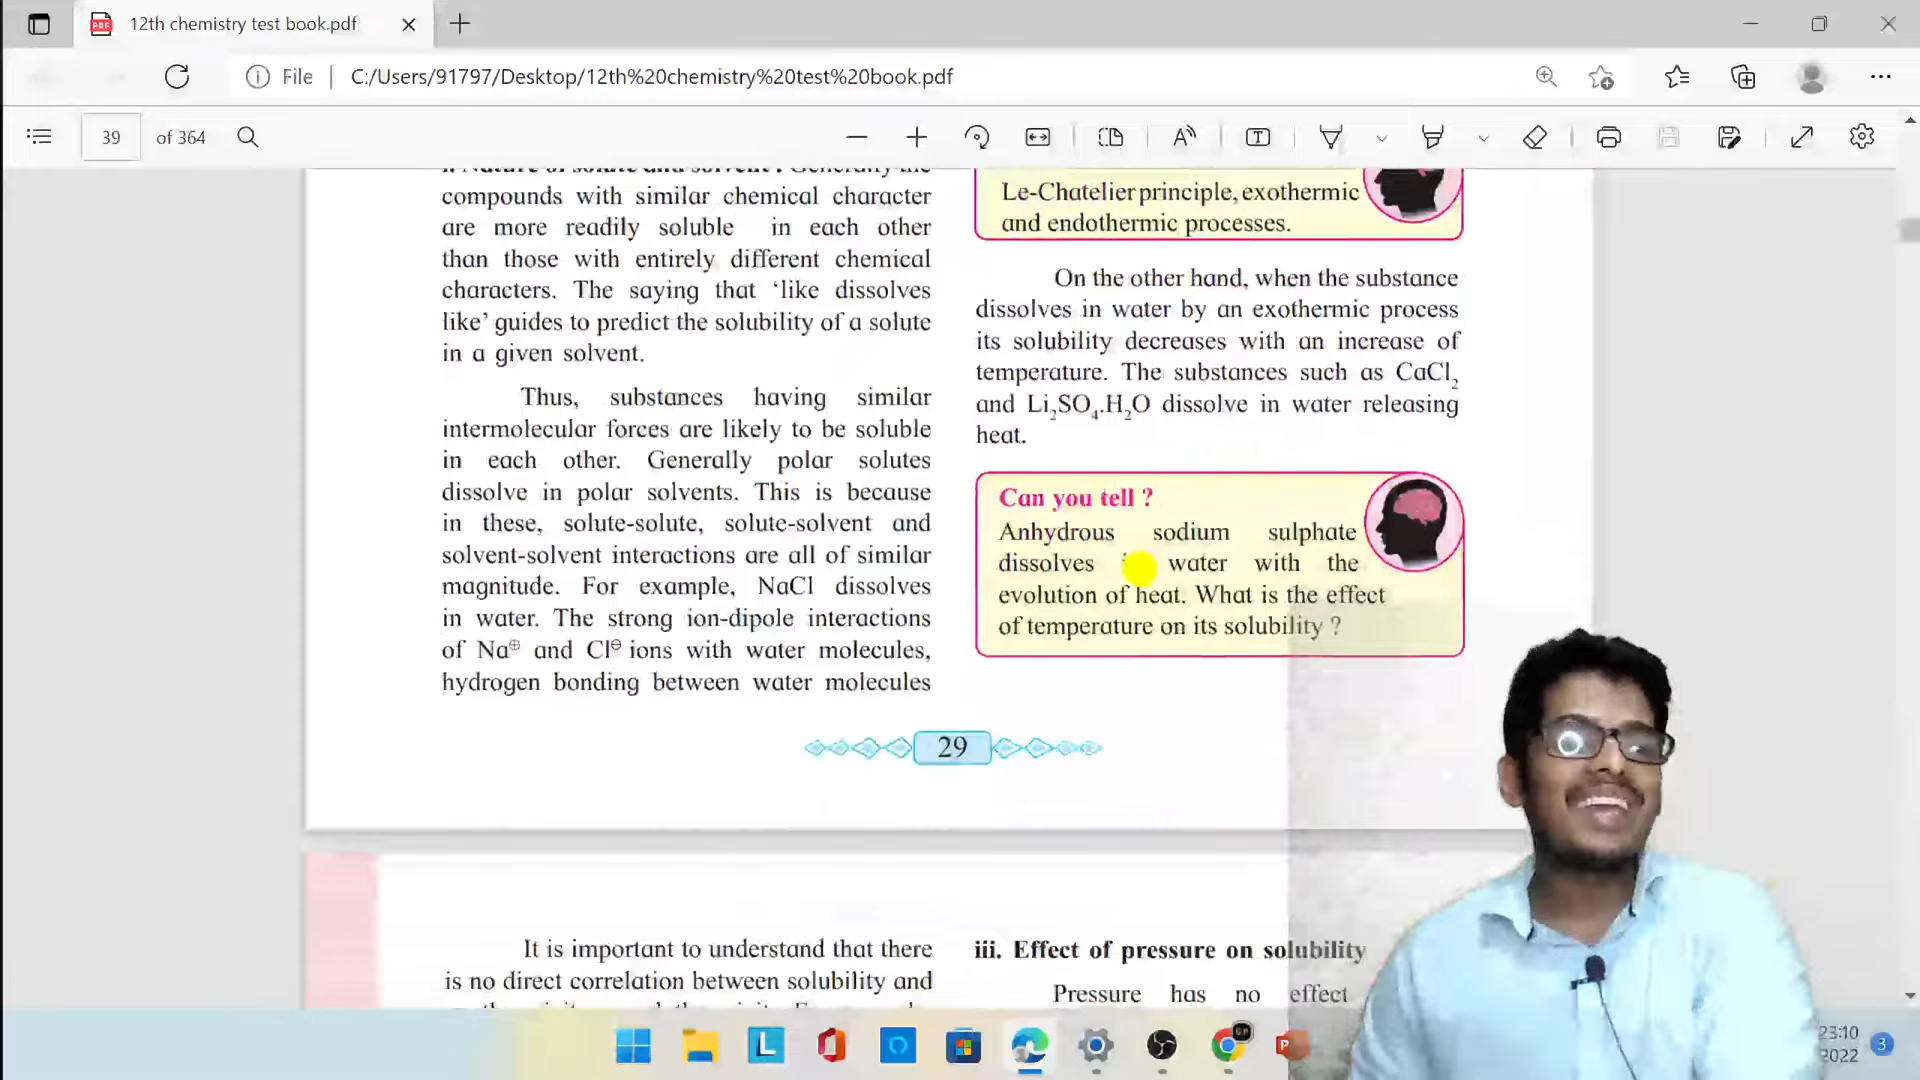 12th chemistry test book.pdf
File
C:/Users/91797/Desktop/12th%20chemistry%20test%20book.pdf
39 of 364
i. Nature of solute and solvent : Generally the
compounds with similar chemical character
are more readily soluble in each other
than those with entirely different chemical
characters. The saying that ‘like dissolves
like’ guides to predict the solubility of a solute
in a given solvent.
Thus, substances having similar
intermolecular forces are likely to be soluble
in each other. Generally polar solutes
dissolve in polar solvents. This is because
in these, solute-solute, solute-solvent and
solvent-solvent interactions are all of similar
magnitude. For example, NaCl dissolves
in water. The strong ion-dipole interactions
of Na⊕ and Cl⊖ ions with water molecules,
hydrogen bonding between water molecules
Le-Chatelier principle, exothermic
and endothermic processes.
On the other hand, when the substance
dissolves in water by an exothermic process
its solubility decreases with an increase of
temperature. The substances such as CaCl₂
and Li₂SO₄.H₂O dissolve in water releasing
heat.
Can you tell ?
Anhydrous sodium sulphate
dissolves water with the
evolution of heat. What is the effect
of temperature on its solubility ?
29
It is important to understand that there
is no direct correlation between solubility and
iii. Effect of pressure on solubility
Pressure has no effect
23:10
2022
3